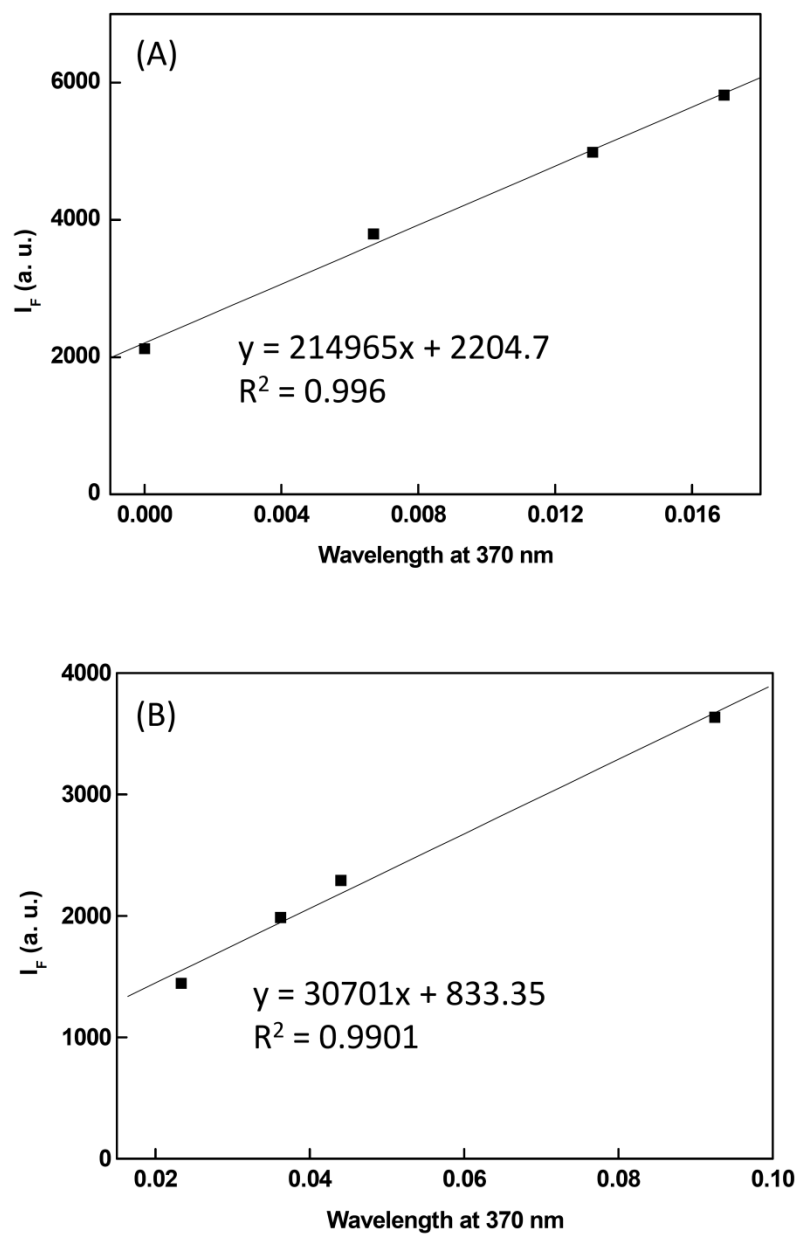 (A)
6000
4000
2000
0
I_F (a. u.)
y = 214965x + 2204.7
R² = 0.996
0.000 0.004 0.008 0.012 0.016
Wavelength at 370 nm
(B)
4000
3000
2000
1000
0
I_F (a. u.)
y = 30701x + 833.35
R² = 0.9901
0.02 0.04 0.06 0.08 0.10
Wavelength at 370 nm